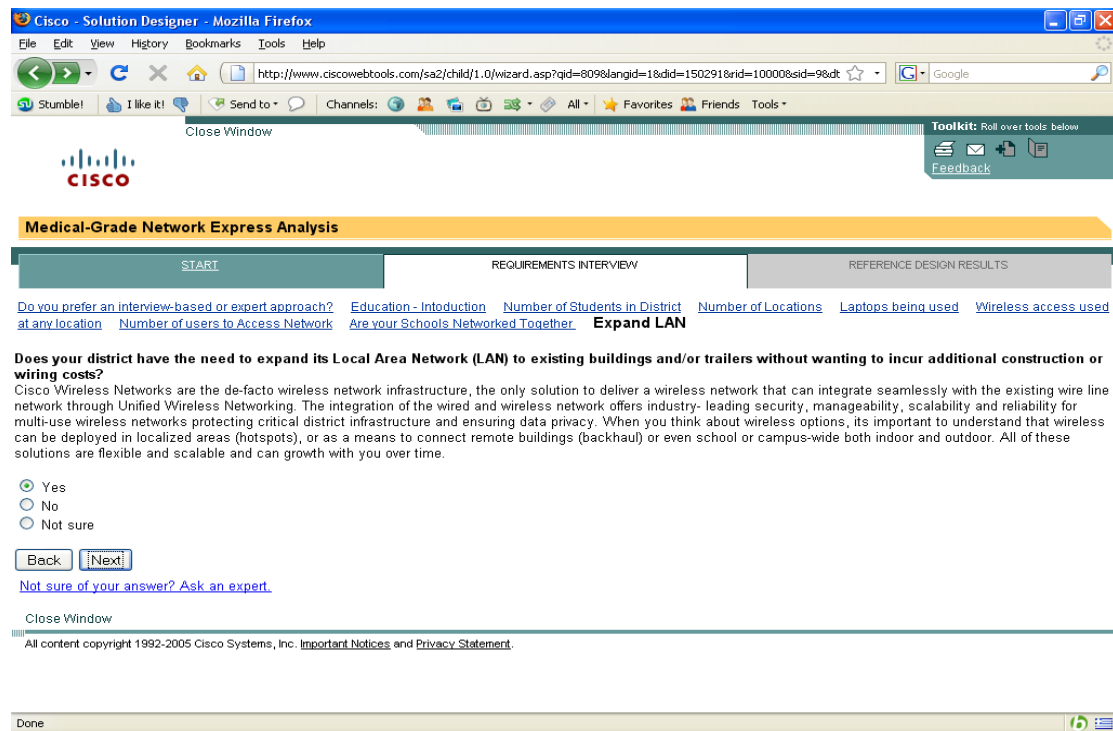 Cisco - Solution Designer - Mozilla Firefox
File Edit View History Bookmarks Tools Help
http://www.ciscowebtools.com/sa2/child/1.0/wizard.asp?qid=809&langid=1&did=150291&rid=10000&sid=9&dt
G Google
Stumble! I like it! Send to Channels: All Favorites Friends Tools
Close Window
Toolkit: Roll over tools below
Feedback
CISCO
Medical-Grade Network Express Analysis
START REQUIREMENTS INTERVIEW REFERENCE DESIGN RESULTS
Do you prefer an interview-based or expert approach? Education - Intoduction Number of Students in District Number of Locations Laptops being used Wireless access used
at any location Number of users to Access Network Are your Schools Networked Together Expand LAN
Does your district have the need to expand its Local Area Network (LAN) to existing buildings and/or trailers without wanting to incur additional construction or
wiring costs?
Cisco Wireless Networks are the de-facto wireless network infrastructure, the only solution to deliver a wireless network that can integrate seamlessly with the existing wire line
network through Unified Wireless Networking. The integration of the wired and wireless network offers industry- leading security, manageability, scalability and reliability for
multi-use wireless networks protecting critical district infrastructure and ensuring data privacy. When you think about wireless options, its important to understand that wireless
can be deployed in localized areas (hotspots), or as a means to connect remote buildings (backhaul) or even school or campus-wide both indoor and outdoor. All of these
solutions are flexible and scalable and can growth with you over time.
Yes
No
Not sure
Back Next
Not sure of your answer? Ask an expert.
Close Window
All content copyright 1992-2005 Cisco Systems, Inc. Important Notices and Privacy Statement.
Done